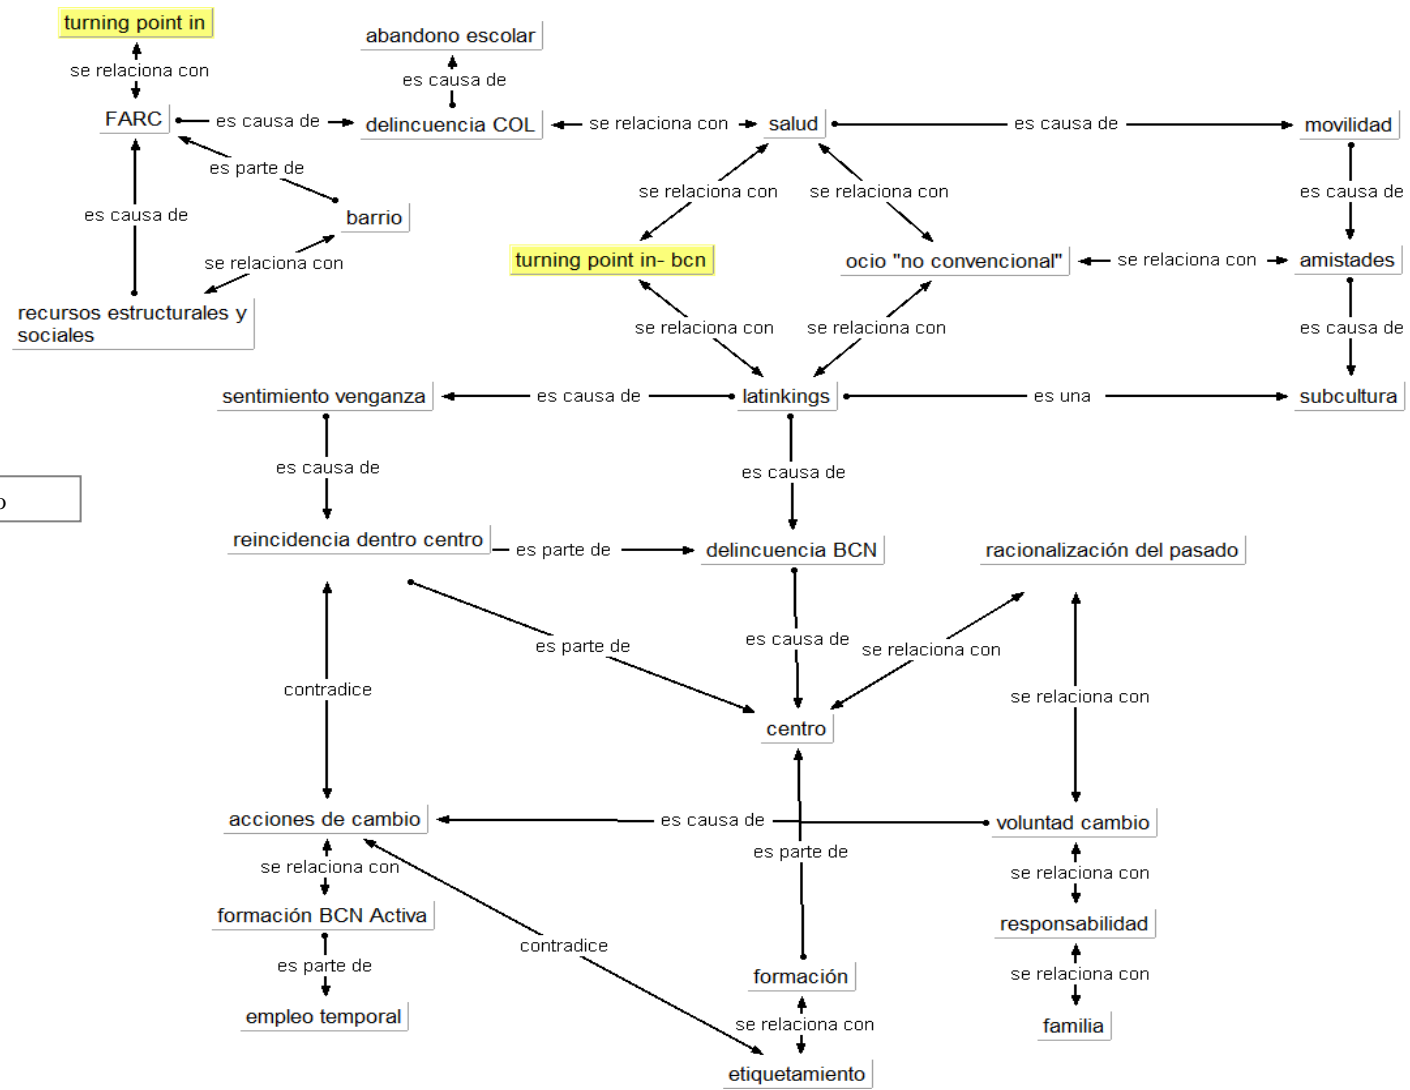 turning point in
abandono escolar
se relaciona con
es causa de
FARC
es causa de
delincuencia COL
se relaciona con
salud
es causa de
movilidad
es parte de
se relaciona con
se relaciona con
es causa de
es causa de
barrio
se relaciona con
turning point in- bcn
ocio "no convencional"
se relaciona con
amistades
recursos estructurales y
sociales
se relaciona con
se relaciona con
es causa de
sentimiento venganza
es causa de
latinkings
es una
subcultura
es causa de
es causa de
o
reincidencia dentro centro
es parte de
delincuencia BCN
racionalización del pasado
es parte de
es causa de
se relaciona con
contradice
se relaciona con
centro
acciones de cambio
es causa de
voluntad cambio
es parte de
se relaciona con
se relaciona con
formación BCN Activa
responsabilidad
contradice
es parte de
formación
se relaciona con
empleo temporal
se relaciona con
familia
etiquetamiento